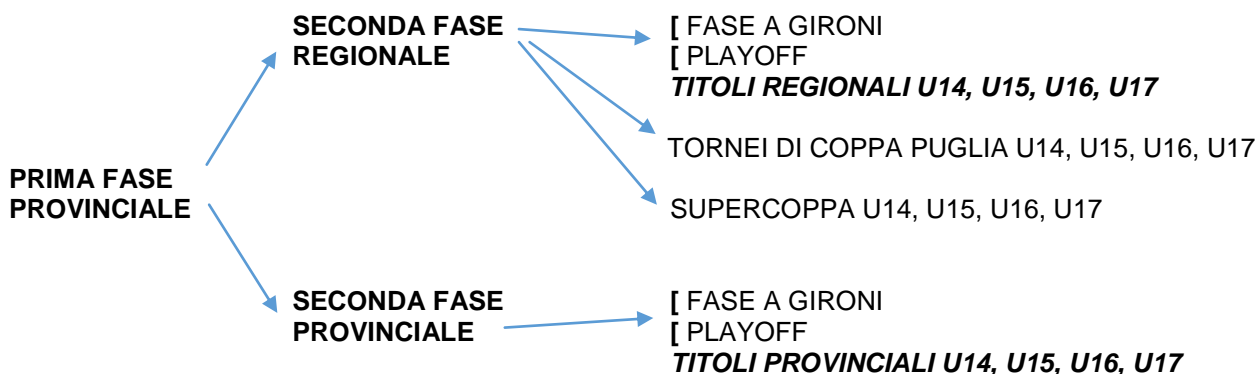 SECONDA FASE
REGIONALE
[ FASE A GIRONI
[ PLAYOFF
TITOLI REGIONALI U14, U15, U16, U17
TORNEI DI COPPA PUGLIA U14, U15, U16, U17
PRIMA FASE
PROVINCIALE
SUPERCOPPA U14, U15, U16, U17
SECONDA FASE
PROVINCIALE
[ FASE A GIRONI
[ PLAYOFF
TITOLI PROVINCIALI U14, U15, U16, U17